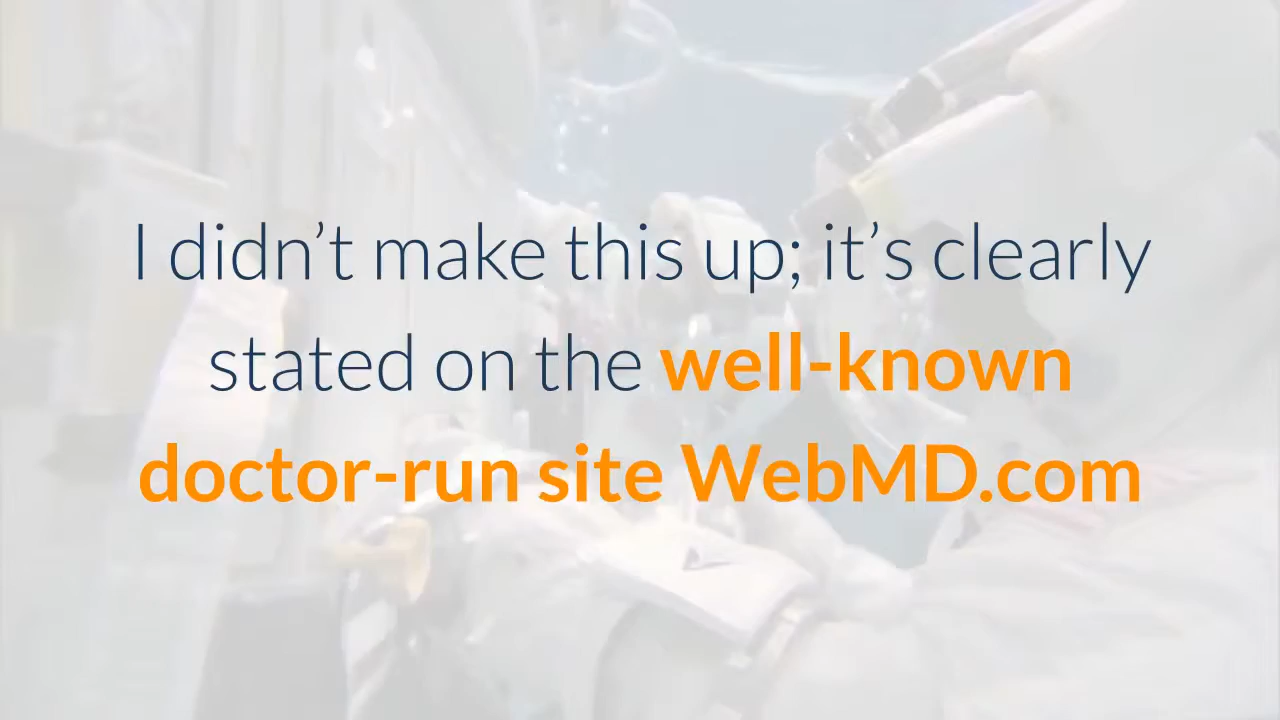 I didn’t make this up; it’s clearly
stated on the well-known
doctor-run site WebMD.com